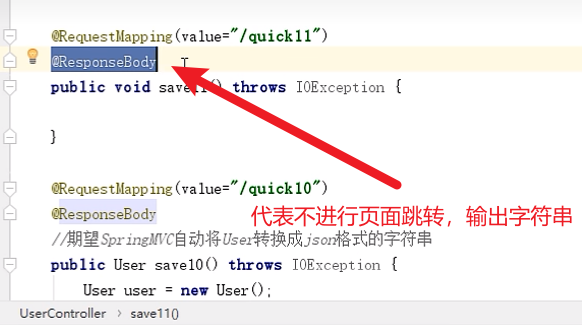 @RequestMapping(value="/quick11")
@ResponseBody
public void save11() throws IOException {
}
@RequestMapping(value="/quick10")
@ResponseBody
代表不进行页面跳转，输出字符串
//期望SpringMVC自动将User转换成json格式的字符串
public User save10() throws IOException {
User user = new User();
UserController > save11()